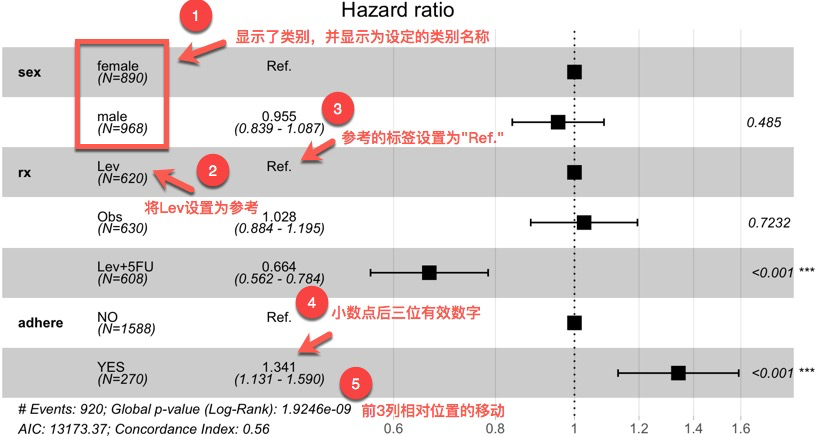 Hazard ratio
1
显示了类别，并显示为设定的类别名称
sex
female
(N=890)
Ref.
male
(N=968)
0.955
(0.839 - 1.087)
0.485
3
参考的标签设置为"Ref."
rx
Lev
(N=620)
2
Ref.
将Lev设置为参考
Obs
(N=630)
1.028
(0.884 - 1.195)
0.7232
Lev+5FU
(N=608)
0.664
(0.562 - 0.784)
<0.001 ***
4
小数点后三位有效数字
adhere
NO
(N=1588)
Ref.
YES
(N=270)
1.341
(1.131 - 1.590)
<0.001 ***
5
前3列相对位置的移动
# Events: 920; Global p-value (Log-Rank): 1.9246e-09
AIC: 13173.37; Concordance Index: 0.56
0.6 0.8 1 1.2 1.4 1.6